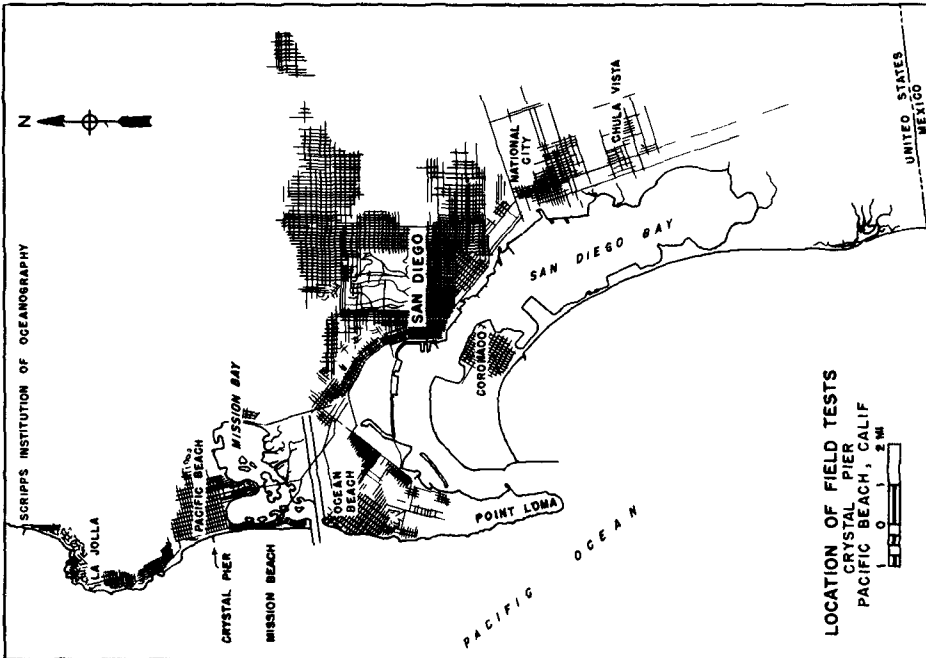 SCRIPPS INSTITUTION OF OCEANOGRAPHY
N
LA JOLLA
PACIFIC BEACH
MISSION BAY
CRYSTAL PIER
MISSION BEACH
OCEAN
BEACH
POINT LOMA
SAN DIEGO
CORONADO
SAN DIEGO BAY
NATIONAL
CITY
CHULA VISTA
UNITED STATES
MEXICO
PACIFIC OCEAN
LOCATION OF FIELD TESTS
CRYSTAL PIER
PACIFIC BEACH, CALIF
1 0 1 2 MI